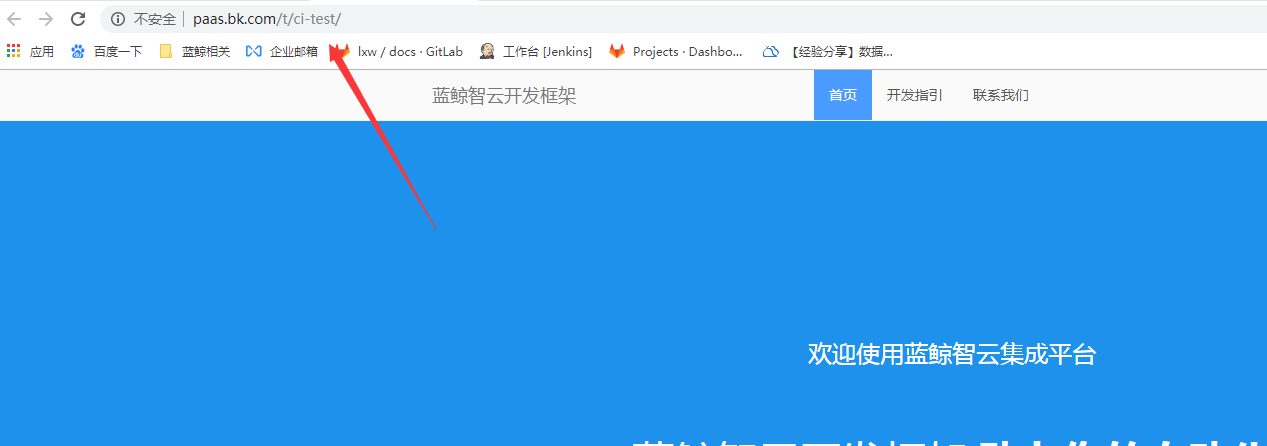 不安全 | paas.bk.com/t/ci-test/
应用 百度一下 蓝鲸相关 企业邮箱 lxw / docs · GitLab 工作台 [Jenkins] Projects · Dashbo... 【经验分享】数据...
蓝鲸智云开发框架 首页 开发指引 联系我们
欢迎使用蓝鲸智云集成平台